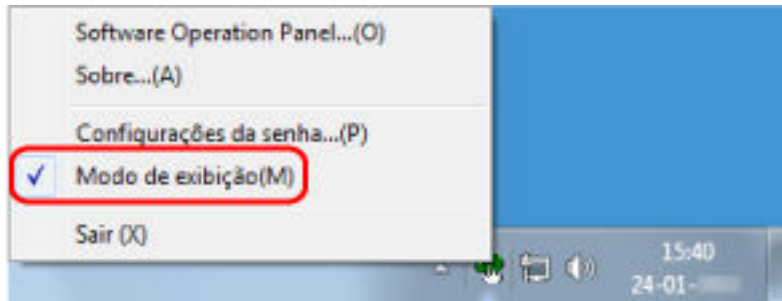 Software Operation Panel...(O)
Sobre...(A)
Configurações da senha...(P)
Modo de exibição(M)
Sair (X)
15:40
24-01-